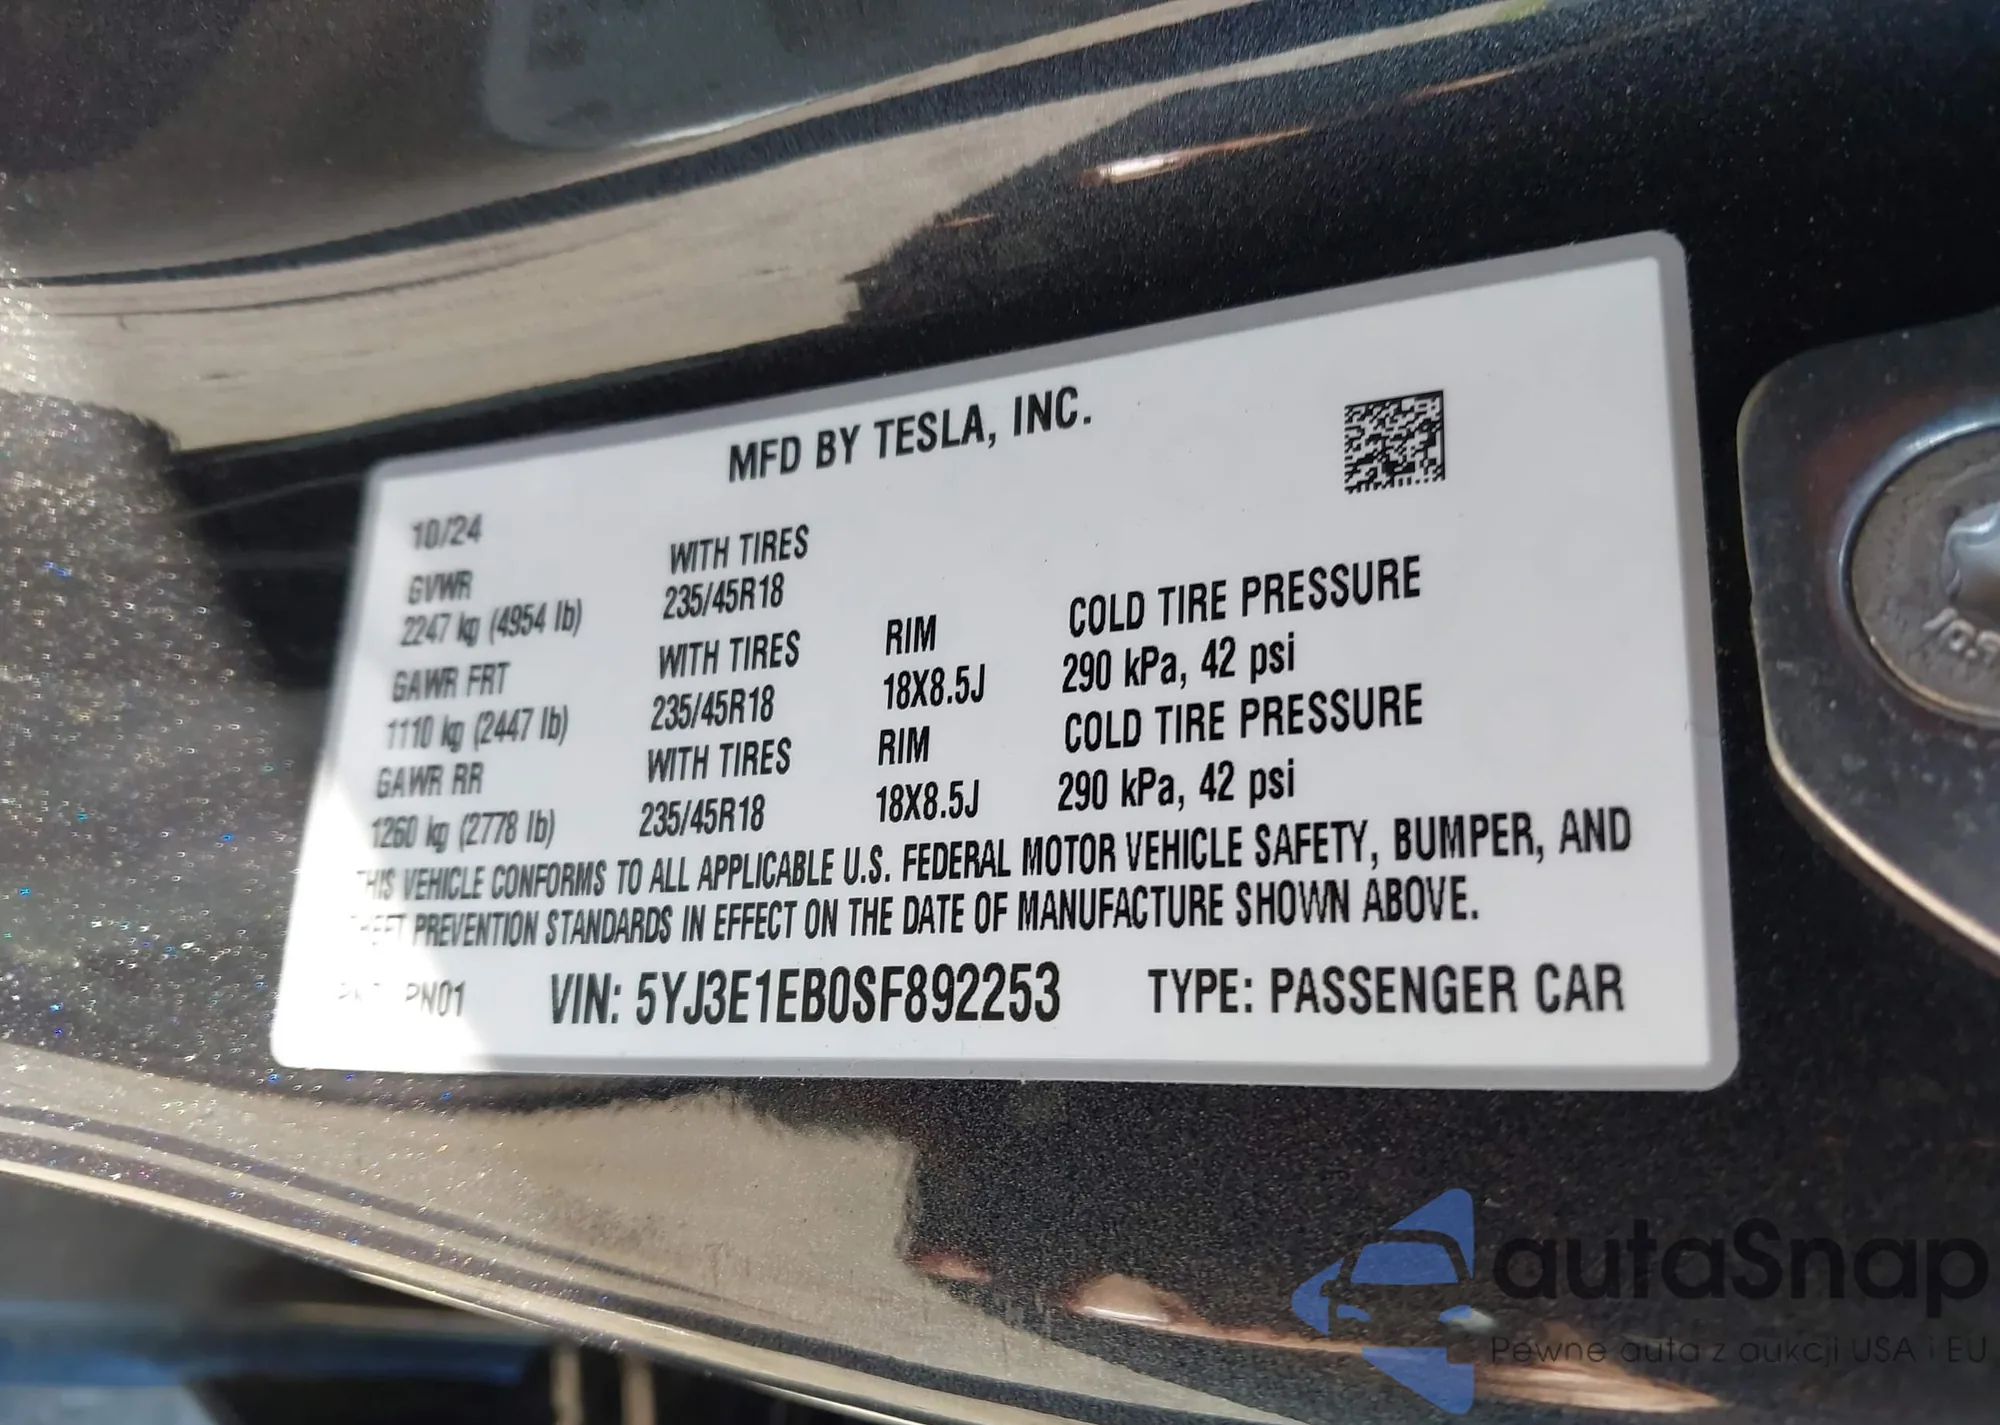 MFD BY TESLA, INC.
10/24
GVWR
2247 kg (4954 lb)
GAWR FRT
1110 kg (2447 lb)
GAWR RR
1260 kg (2778 lb)
WITH TIRES
235/45R18
WITH TIRES
235/45R18
WITH TIRES
235/45R18
RIM
18X8.5J
RIM
18X8.5J
COLD TIRE PRESSURE
290 kPa, 42 psi
COLD TIRE PRESSURE
290 kPa, 42 psi
THIS VEHICLE CONFORMS TO ALL APPLICABLE U.S. FEDERAL MOTOR VEHICLE SAFETY, BUMPER, AND
THEFT PREVENTION STANDARDS IN EFFECT ON THE DATE OF MANUFACTURE SHOWN ABOVE.
PN01 VIN: 5YJ3E1EB0SF892253 TYPE: PASSENGER CAR
autaSnap
Pewne auta z aukcji USA i EU